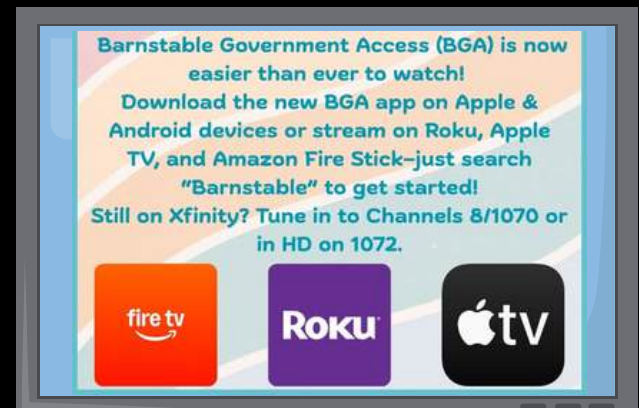 Barnstable Government Access (BGA) is now
easier than ever to watch!
Download the new BGA app on Apple &
Android devices or stream on Roku, Apple
TV, and Amazon Fire Stick–just search
"Barnstable" to get started!
Still on Xfinity? Tune in to Channels 8/1070 or
in HD on 1072.
fire tv
ROKU
tv